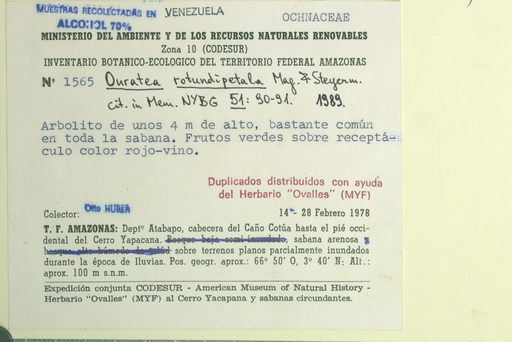 MUESTRAS RECOLECTADAS EN VENEZUELA
ALCOHOL 70%
OCHNACEAE
MINISTERIO DEL AMBIENTE Y DE LOS RECURSOS NATURALES RENOVABLES
Zona 10 (CODESUR)
INVENTARIO BOTANICO-ECOLOGICO DEL TERRITORIO FEDERAL AMAZONAS
Nº 1565 Ouratea rotundipetala Mag. & Steyerm.
cit. in Mem. NYBG 51: 90-91. 1989.
Arbolito de unos 4 m de alto, bastante común
en toda la sabana. Frutos verdes sobre receptá-
culo color rojo-vino.
Duplicados distribuídos con ayuda
del Herbario "Ovalles" (MYF)
Colector: Otto HUBER
14 - 28 Febrero 1978
T. F. AMAZONAS: Deptº Atabapo, cabecera del Caño Cotúa hasta el pié occi-
dental del Cerro Yapacana. Bosque bajo semi-inundado, sabana arenosa y
sobre terrenos planos parcialmente inundados
durante la época de lluvias. Pos. geogr. aprox.: 66º 50' O, 3º 40' N; Alt.:
aprox. 100 m s.n.m.
Expedición conjunta CODESUR - American Museum of Natural History -
Herbario "Ovalles" (MYF) al Cerro Yacapana y sabanas circundantes.